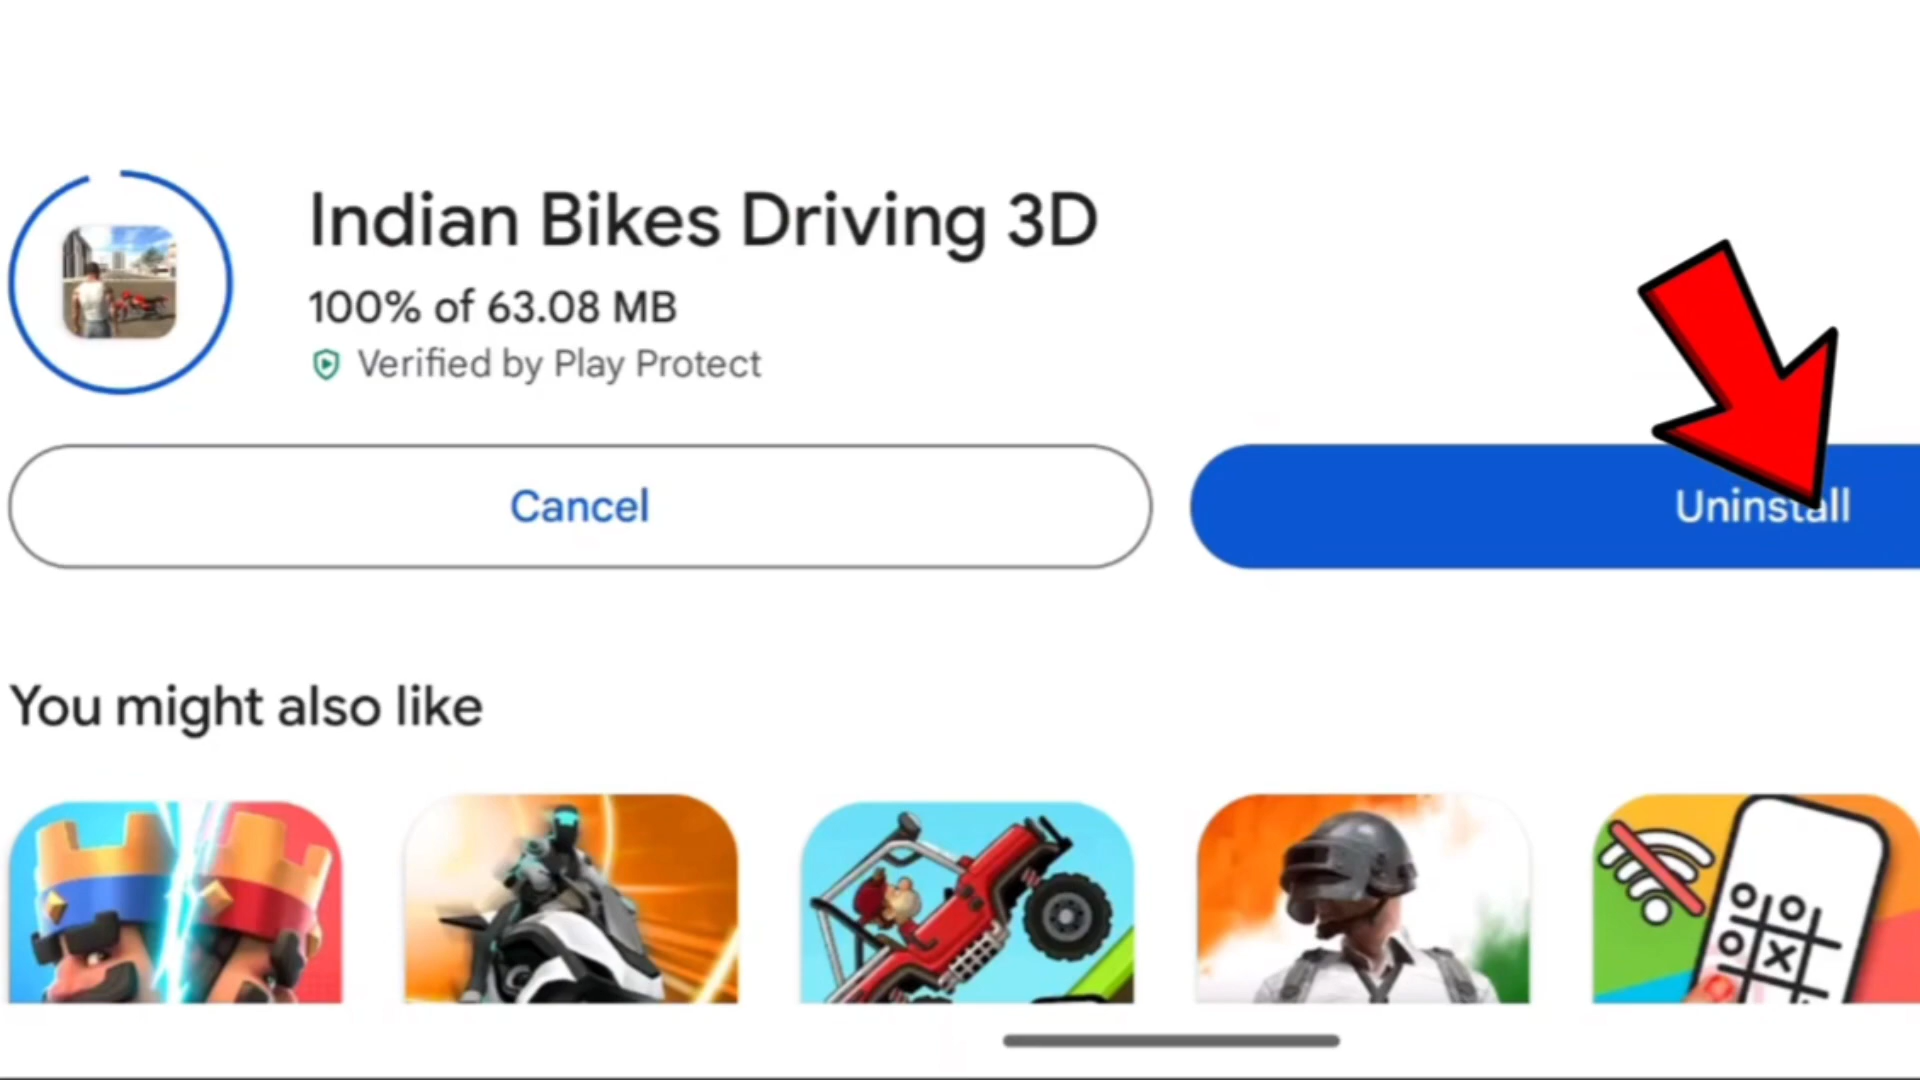 Indian Bikes Driving 3D
100% of 63.08 MB
Verified by Play Protect
Cancel
Uninstall
You might also like